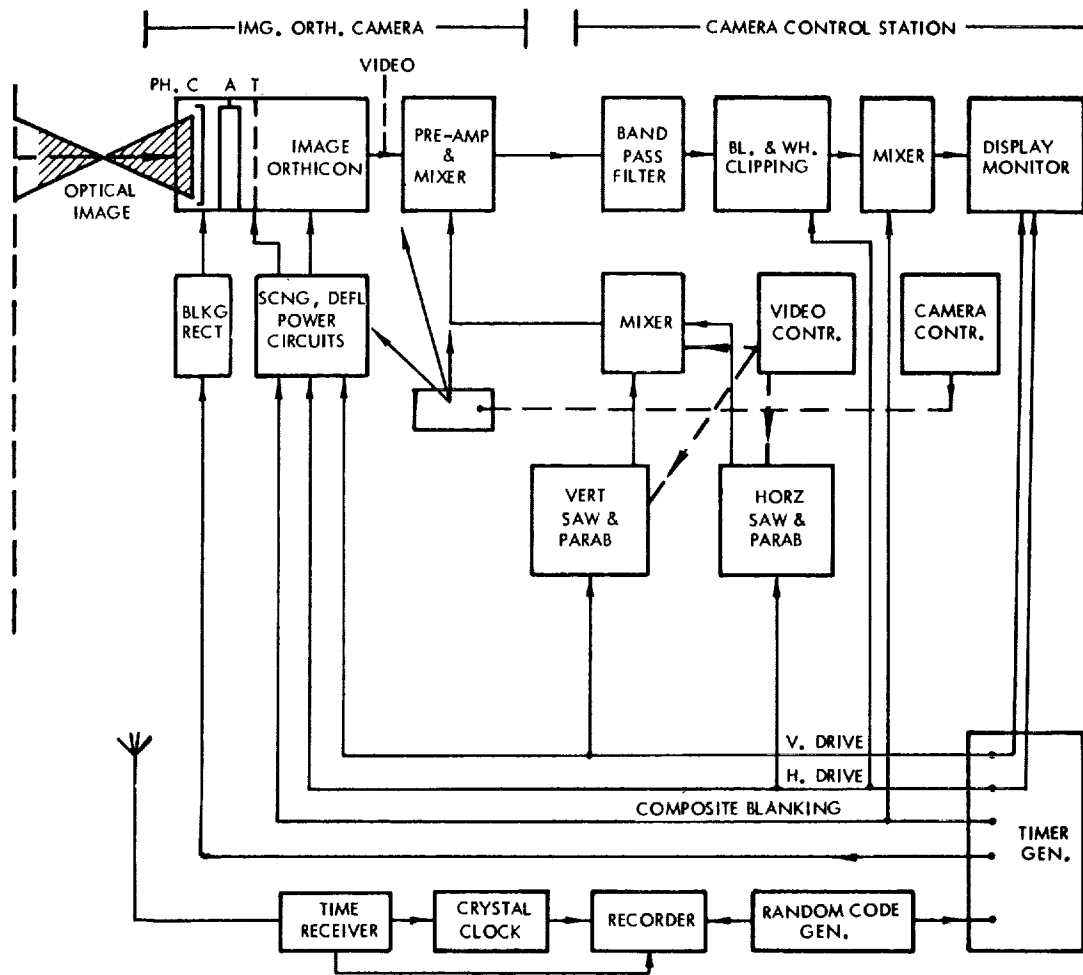 IMG. ORTH. CAMERA
CAMERA CONTROL STATION
VIDEO
PH. C A T
IMAGE
ORTHICON
PRE-AMP
&
MIXER
BAND
PASS
FILTER
BL. & WH.
CLIPPING
MIXER
DISPLAY
MONITOR
OPTICAL
IMAGE
BLKG
RECT
SCNG, DEFL
POWER
CIRCUITS
MIXER
VIDEO
CONTR.
CAMERA
CONTR.
VERT
SAW &
PARAB
HORZ
SAW &
PARAB
V. DRIVE
H. DRIVE
COMPOSITE BLANKING
TIMER
GEN.
TIME
RECEIVER
CRYSTAL
CLOCK
RECORDER
RANDOM CODE
GEN.